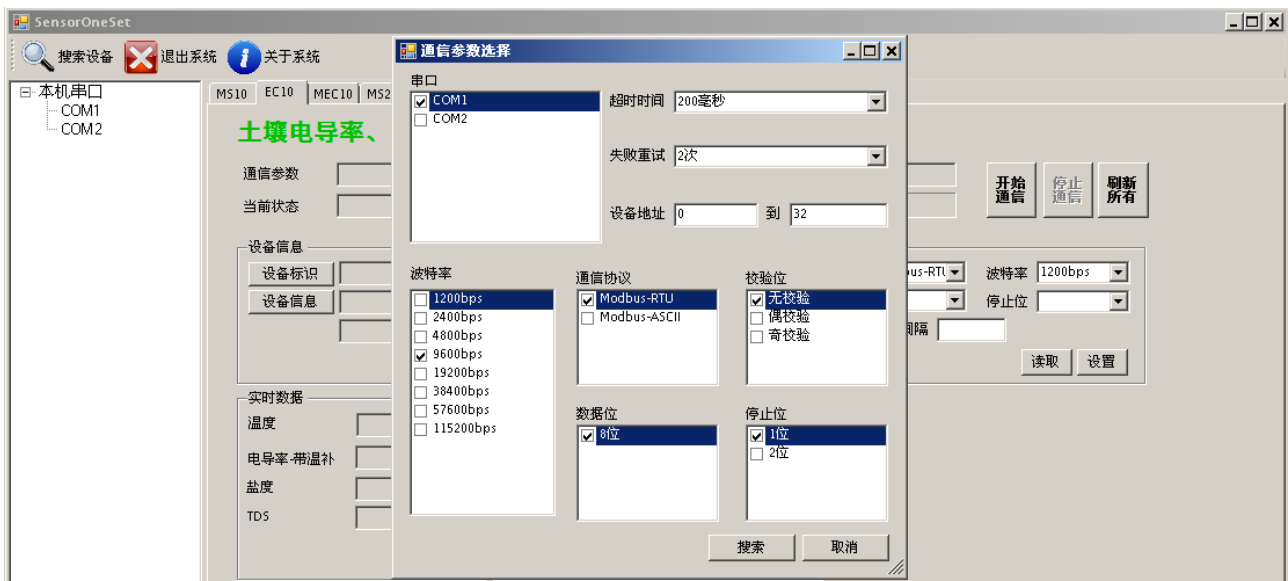 SensorOneSet
搜索设备 退出系统 关于系统
本机串口
COM1
COM2
MS10 EC10 MEC10 MS2
土壤电导率、
通信参数
当前状态
开始通信 停止通信 刷新所有
设备信息
设备标识
设备信息
bus-RTU 波特率 1200bps
停止位
间隔
读取 设置
实时数据
温度
电导率-带温补
盐度
TDS
通信参数选择
串口
COM1
COM2
超时时间 200毫秒
失败重试 2次
设备地址 0 到 32
波特率
1200bps
2400bps
4800bps
9600bps
19200bps
38400bps
57600bps
115200bps
通信协议
Modbus-RTU
Modbus-ASCII
校验位
无校验
偶校验
奇校验
数据位
8位
停止位
1位
2位
搜索 取消